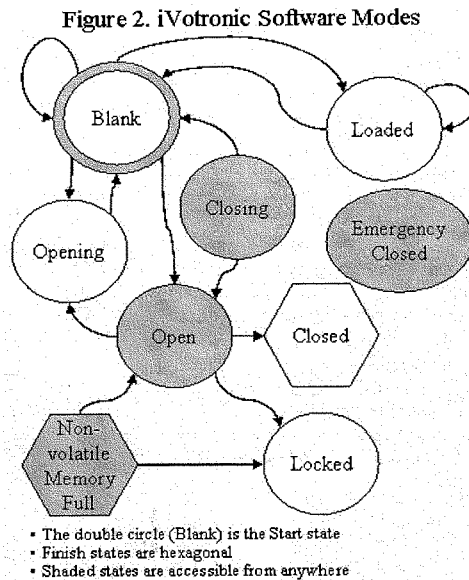 Figure 2. iVotronic Software Modes
Blank
Loaded
Closing
Emergency
Closed
Opening
Open
Closed
Non-
volatile
Memory
Full
Locked
▪ The double circle (Blank) is the Start state
▪ Finish states are hexagonal
▪ Shaded states are accessible from anywhere